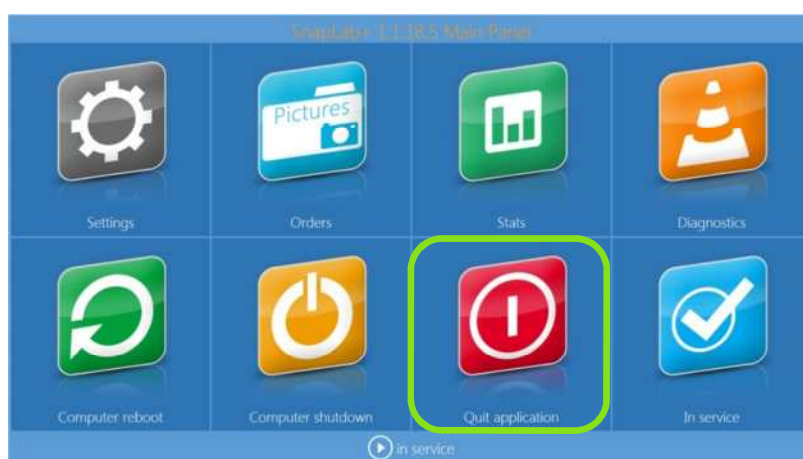 SnapLab+ 1.1.18.5 Main Panel
Pictures
Settings
Orders
Stats
Diagnostics
Computer reboot
Computer shutdown
Quit application
In service
in service